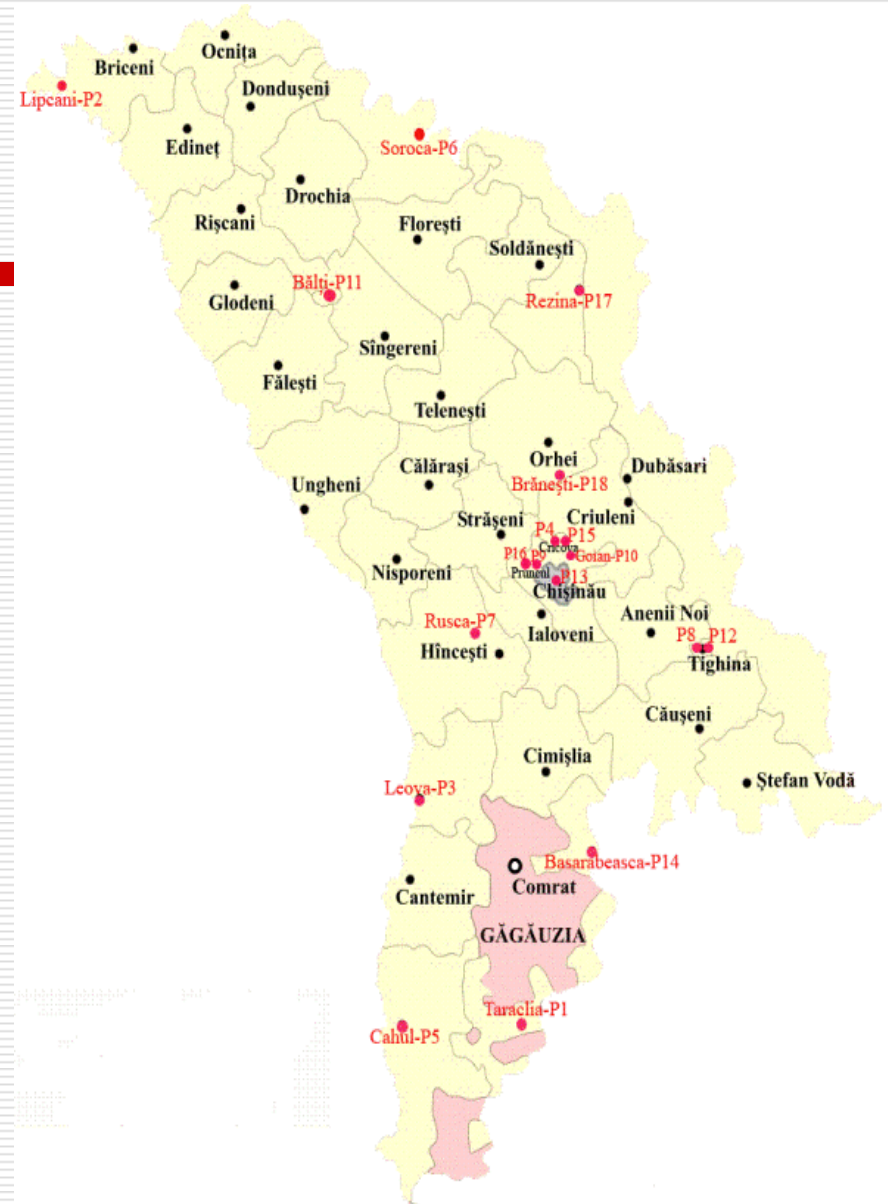 Ocnița
Briceni
Lipcani-P2
Dondușeni
Edineț
Soroca-P6
Drochia
Rișcani
Florești
Soldănești
Bălți-P11
Glodeni
Rezina-P17
Sîngereni
Fălești
Telenești
Orhei
Călărași
Dubăsari
Ungheni
Brănești-P18
Strășeni
Criuleni
P4 P15
Cricova
P16 P9
Goian-P10
Pruncul
P13
Nisporeni
Chișinău
Anenii Noi
Rusca-P7
Ialoveni
P8 P12
Hîncești
Tighina
Căușeni
Cimișlia
Ștefan Vodă
Leova-P3
Basarabeasca-P14
Comrat
Cantemir
GĂGĂUZIA
Taraclia-P1
Cahul-P5